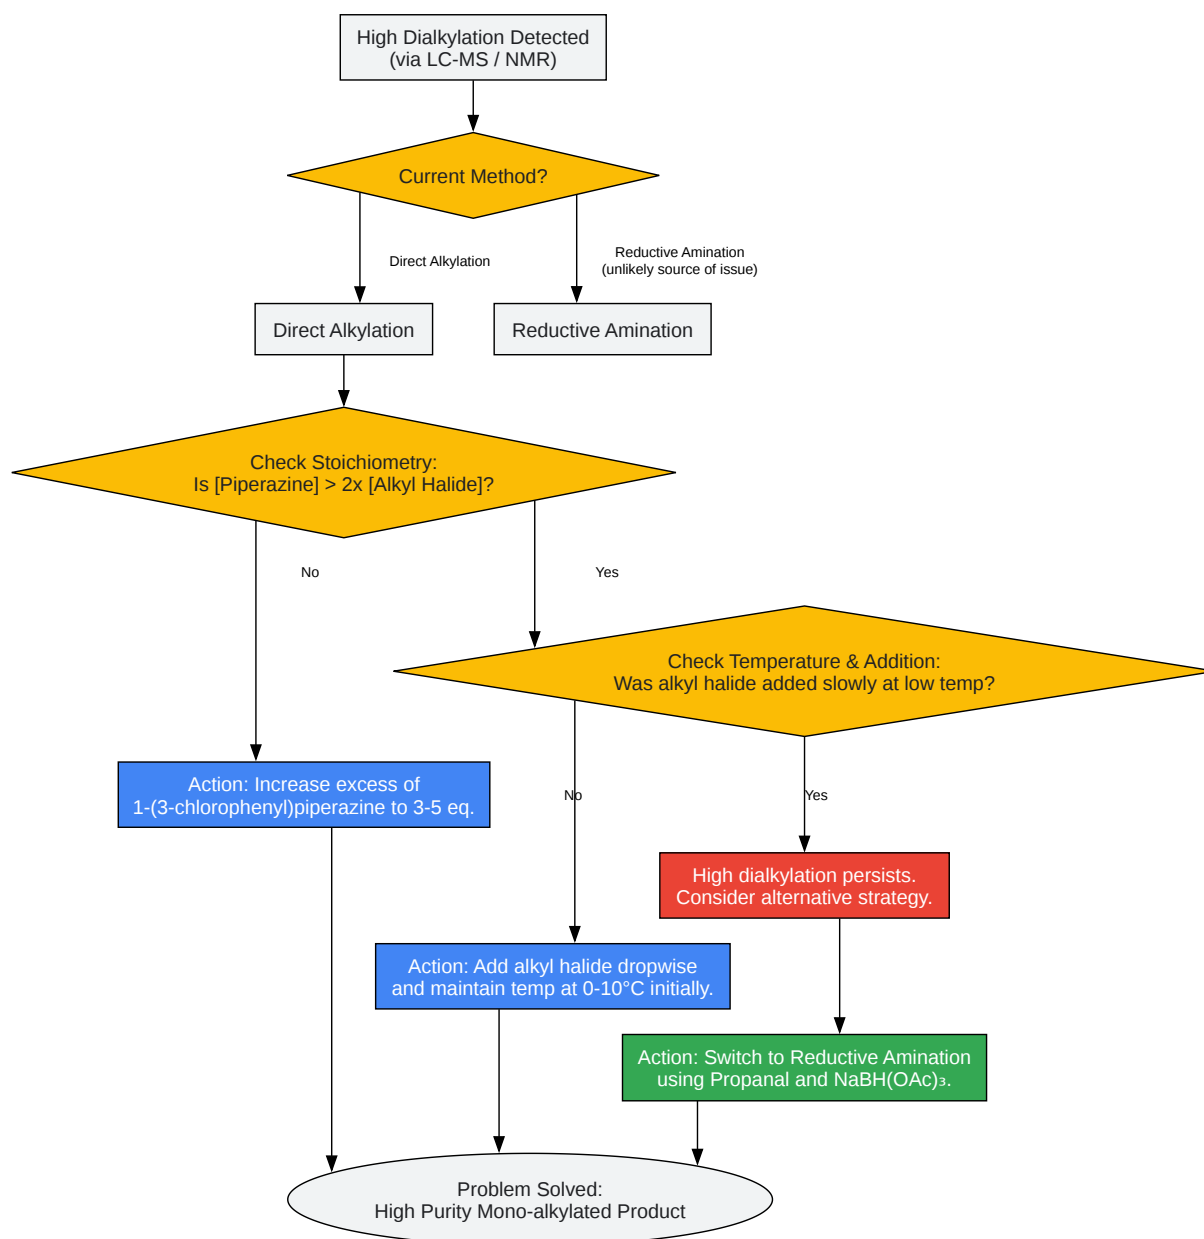 High Dialkylation Detected
(via LC-MS / NMR)
Current Method?
Direct Alkylation
Reductive Amination
(unlikely source of issue)
Direct Alkylation
Reductive Amination
Check Stoichiometry:
Is [Piperazine] > 2x [Alkyl Halide]?
No
Yes
Check Temperature & Addition:
Was alkyl halide added slowly at low temp?
Action: Increase excess of
1-(3-chlorophenyl)piperazine to 3-5 eq.
No
Yes
High dialkylation persists.
Consider alternative strategy.
Action: Add alkyl halide dropwise
and maintain temp at 0-10°C initially.
Action: Switch to Reductive Amination
using Propanal and NaBH(OAc)₃.
Problem Solved:
High Purity Mono-alkylated Product